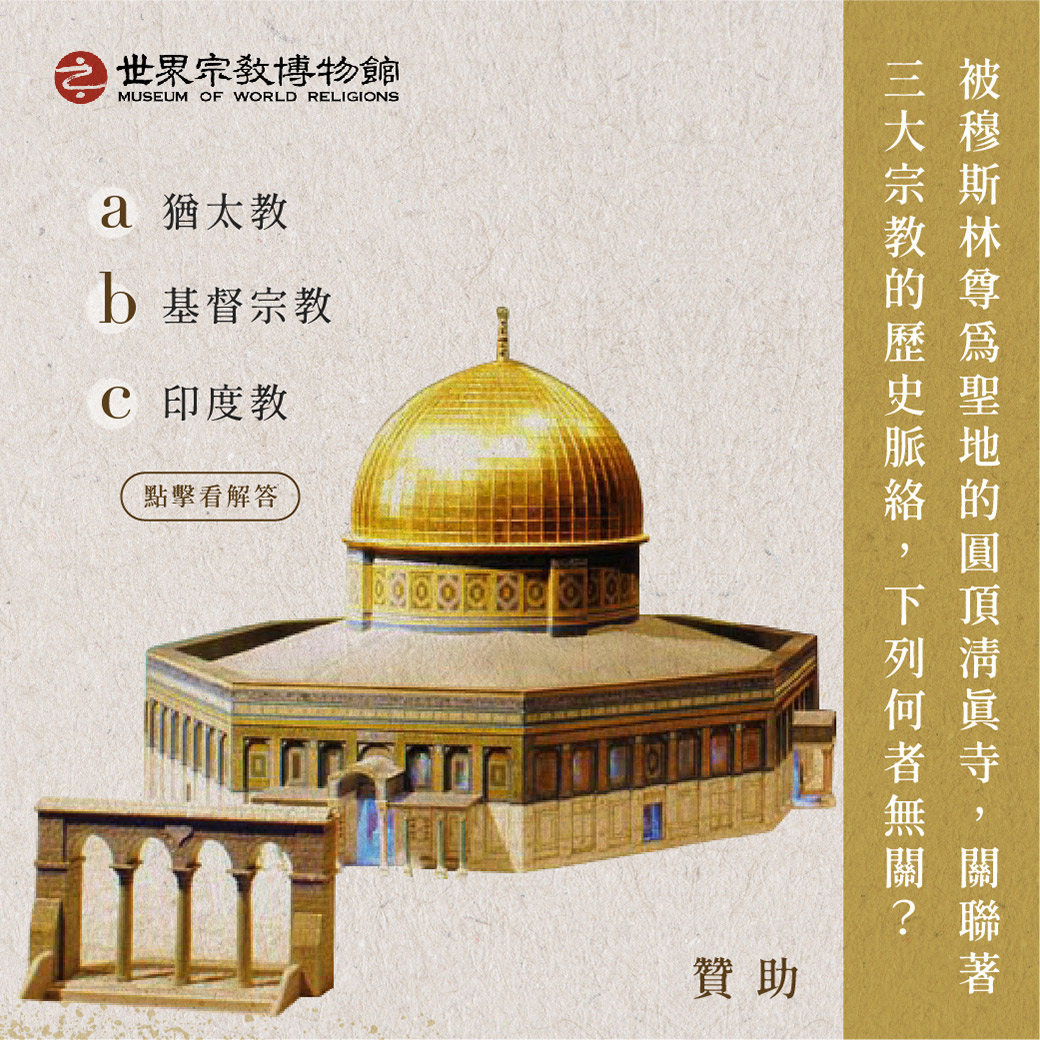 世界宗教博物館
MUSEUM OF WORLD RELIGIONS
被穆斯林尊爲聖地的圓頂清眞寺，關聯著
三大宗教的歷史脈絡，下列何者無關？
a 猶太教
b 基督宗教
c 印度教
點擊看解答
贊助